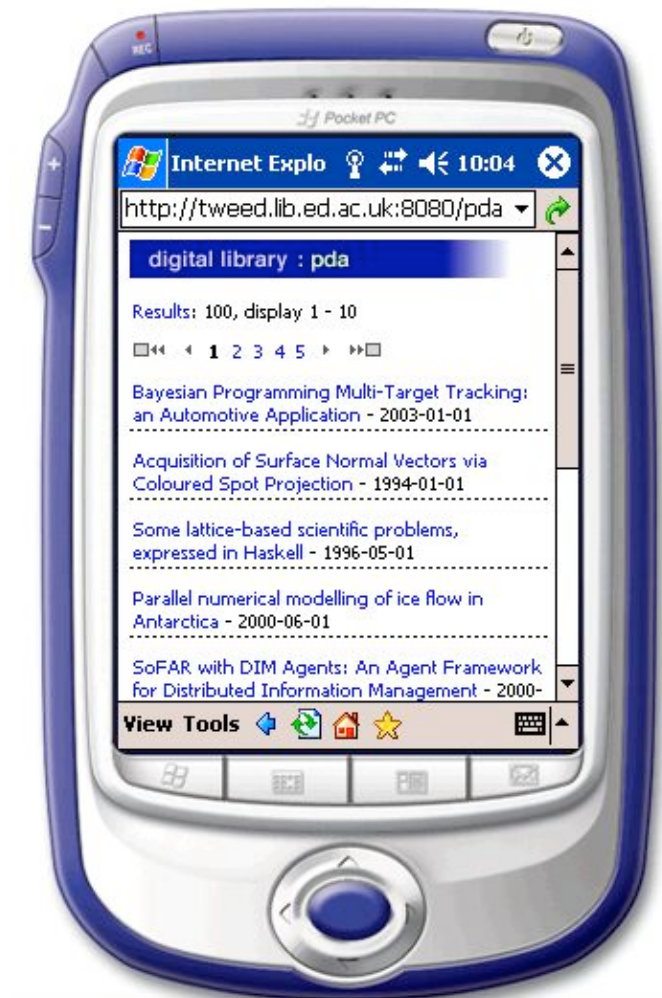 REC
Pocket PC
Internet Explo 10:04
http://tweed.lib.ed.ac.uk:8080/pda
digital library : pda
Results: 100, display 1 - 10
1 2 3 4 5
Bayesian Programming Multi-Target Tracking:
an Automotive Application - 2003-01-01
Acquisition of Surface Normal Vectors via
Coloured Spot Projection - 1994-01-01
Some lattice-based scientific problems,
expressed in Haskell - 1996-05-01
Parallel numerical modelling of ice flow in
Antarctica - 2000-06-01
SoFAR with DIM Agents: An Agent Framework
for Distributed Information Management - 2000-
View Tools